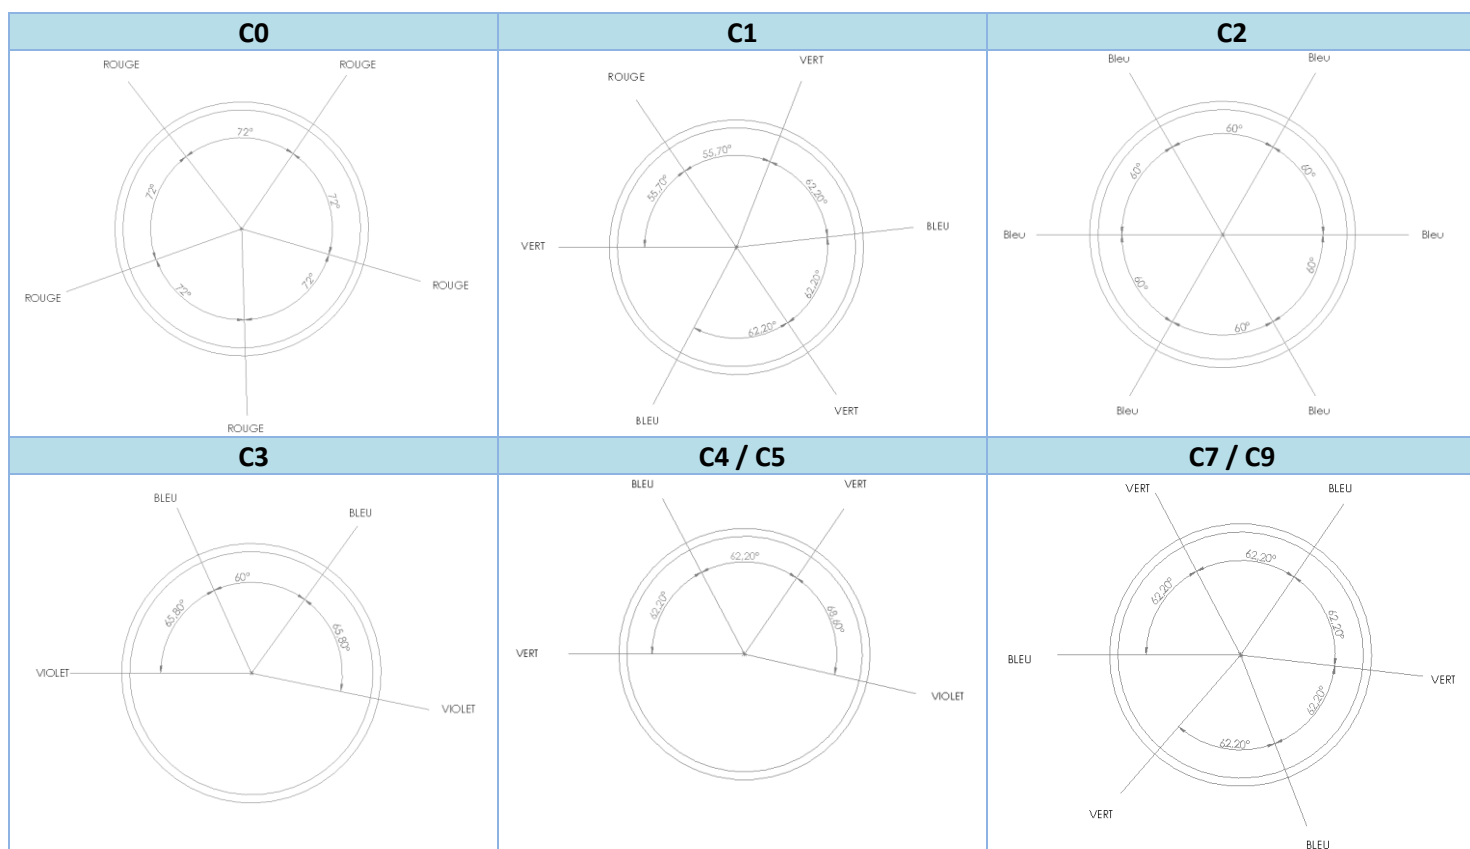 C0
C1
C2
ROUGE
ROUGE
72°
72°
72°
72°
72°
ROUGE
ROUGE
ROUGE
VERT
ROUGE
55,70°
55,70°
62,20°
BLEU
VERT
62,20°
62,20°
BLEU
VERT
Bleu
Bleu
60°
60°
60°
Bleu
Bleu
60°
60°
60°
Bleu
Bleu
C3
C4 / C5
C7 / C9
BLEU
BLEU
60°
65,80°
65,80°
VIOLET
VIOLET
BLEU
VERT
62,20°
62,20°
68,60°
VERT
VIOLET
VERT
BLEU
62,20°
62,20°
62,20°
BLEU
VERT
62,20°
62,20°
VERT
BLEU